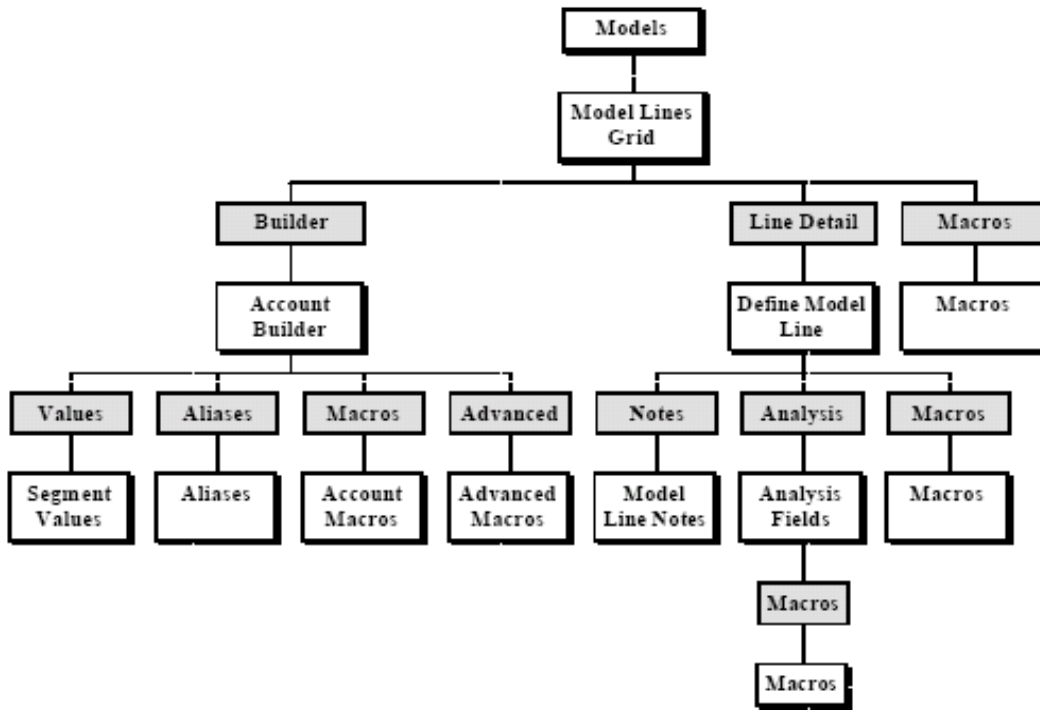 Models
Model Lines
Grid
Builder
Line Detail
Macros
Account
Builder
Define Model
Line
Macros
Values
Aliases
Macros
Advanced
Notes
Analysis
Macros
Segment
Values
Aliases
Account
Macros
Advanced
Macros
Model
Line Notes
Analysis
Fields
Macros
Macros
Macros